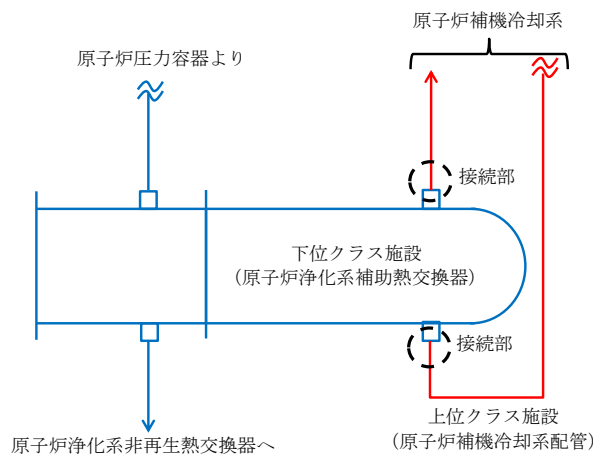 原子炉補機冷却系
原子炉圧力容器より
接続部
下位クラス施設
（原子炉浄化系補助熱交換器）
接続部
上位クラス施設
（原子炉補機冷却系配管）
原子炉浄化系非再生熱交換器へ